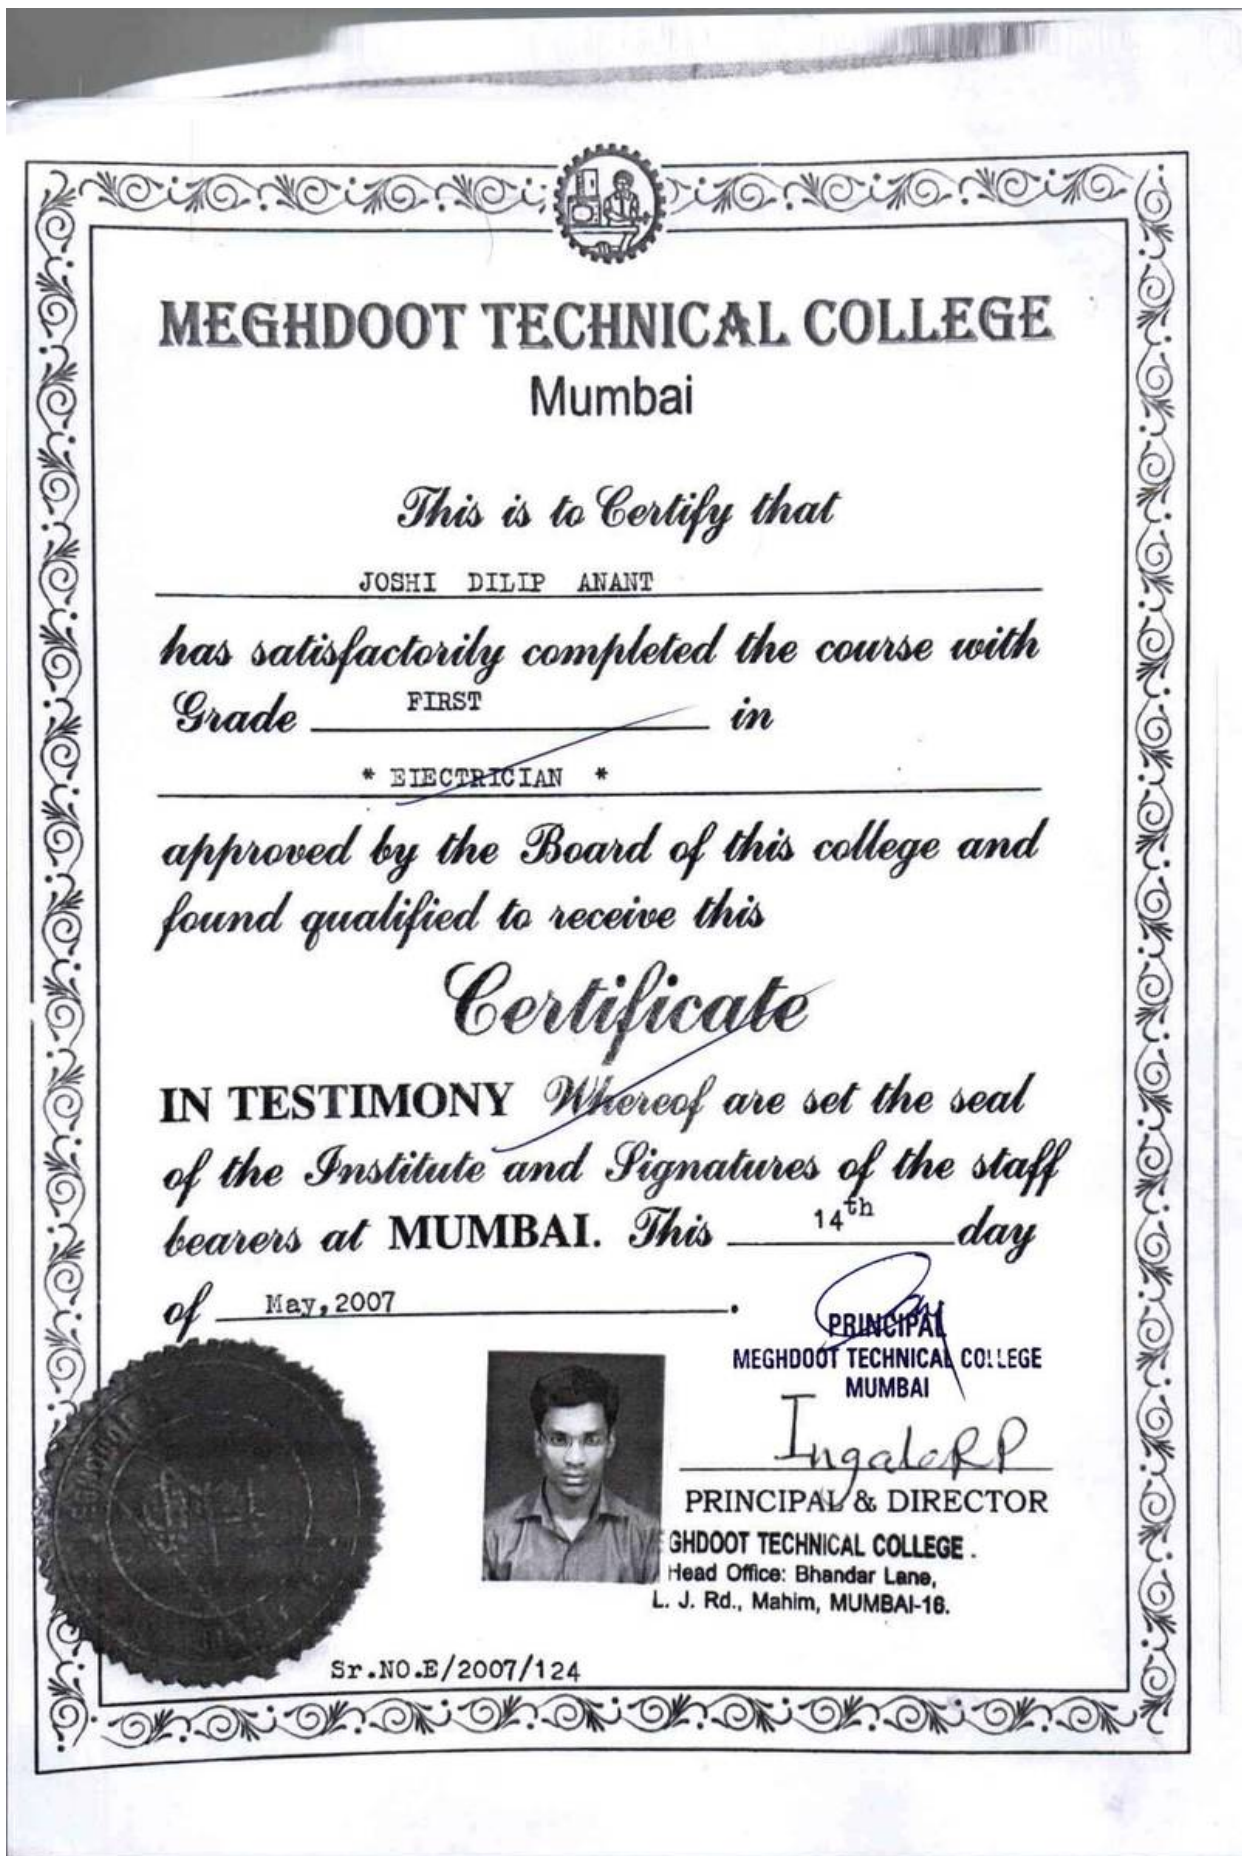 MEGHDOOT TECHNICAL COLLEGE
Mumbai
This is to Certify that
JOSHI DILIP ANANT
has satisfactorily completed the course with
Grade FIRST in
* EIECTRICIAN *
approved by the Board of this college and
found qualified to receive this
Certificate
IN TESTIMONY Whereof are set the seal
of the Institute and Signatures of the staff
bearers at MUMBAI. This 14th day
of May, 2007.
PRINCIPAL
MEGHDOOT TECHNICAL COLLEGE
MUMBAI
Ingale R P
PRINCIPAL & DIRECTOR
GHDOOT TECHNICAL COLLEGE.
Head Office: Bhandar Lane,
L. J. Rd., Mahim, MUMBAI-16.
Sr.NO.E/2007/124